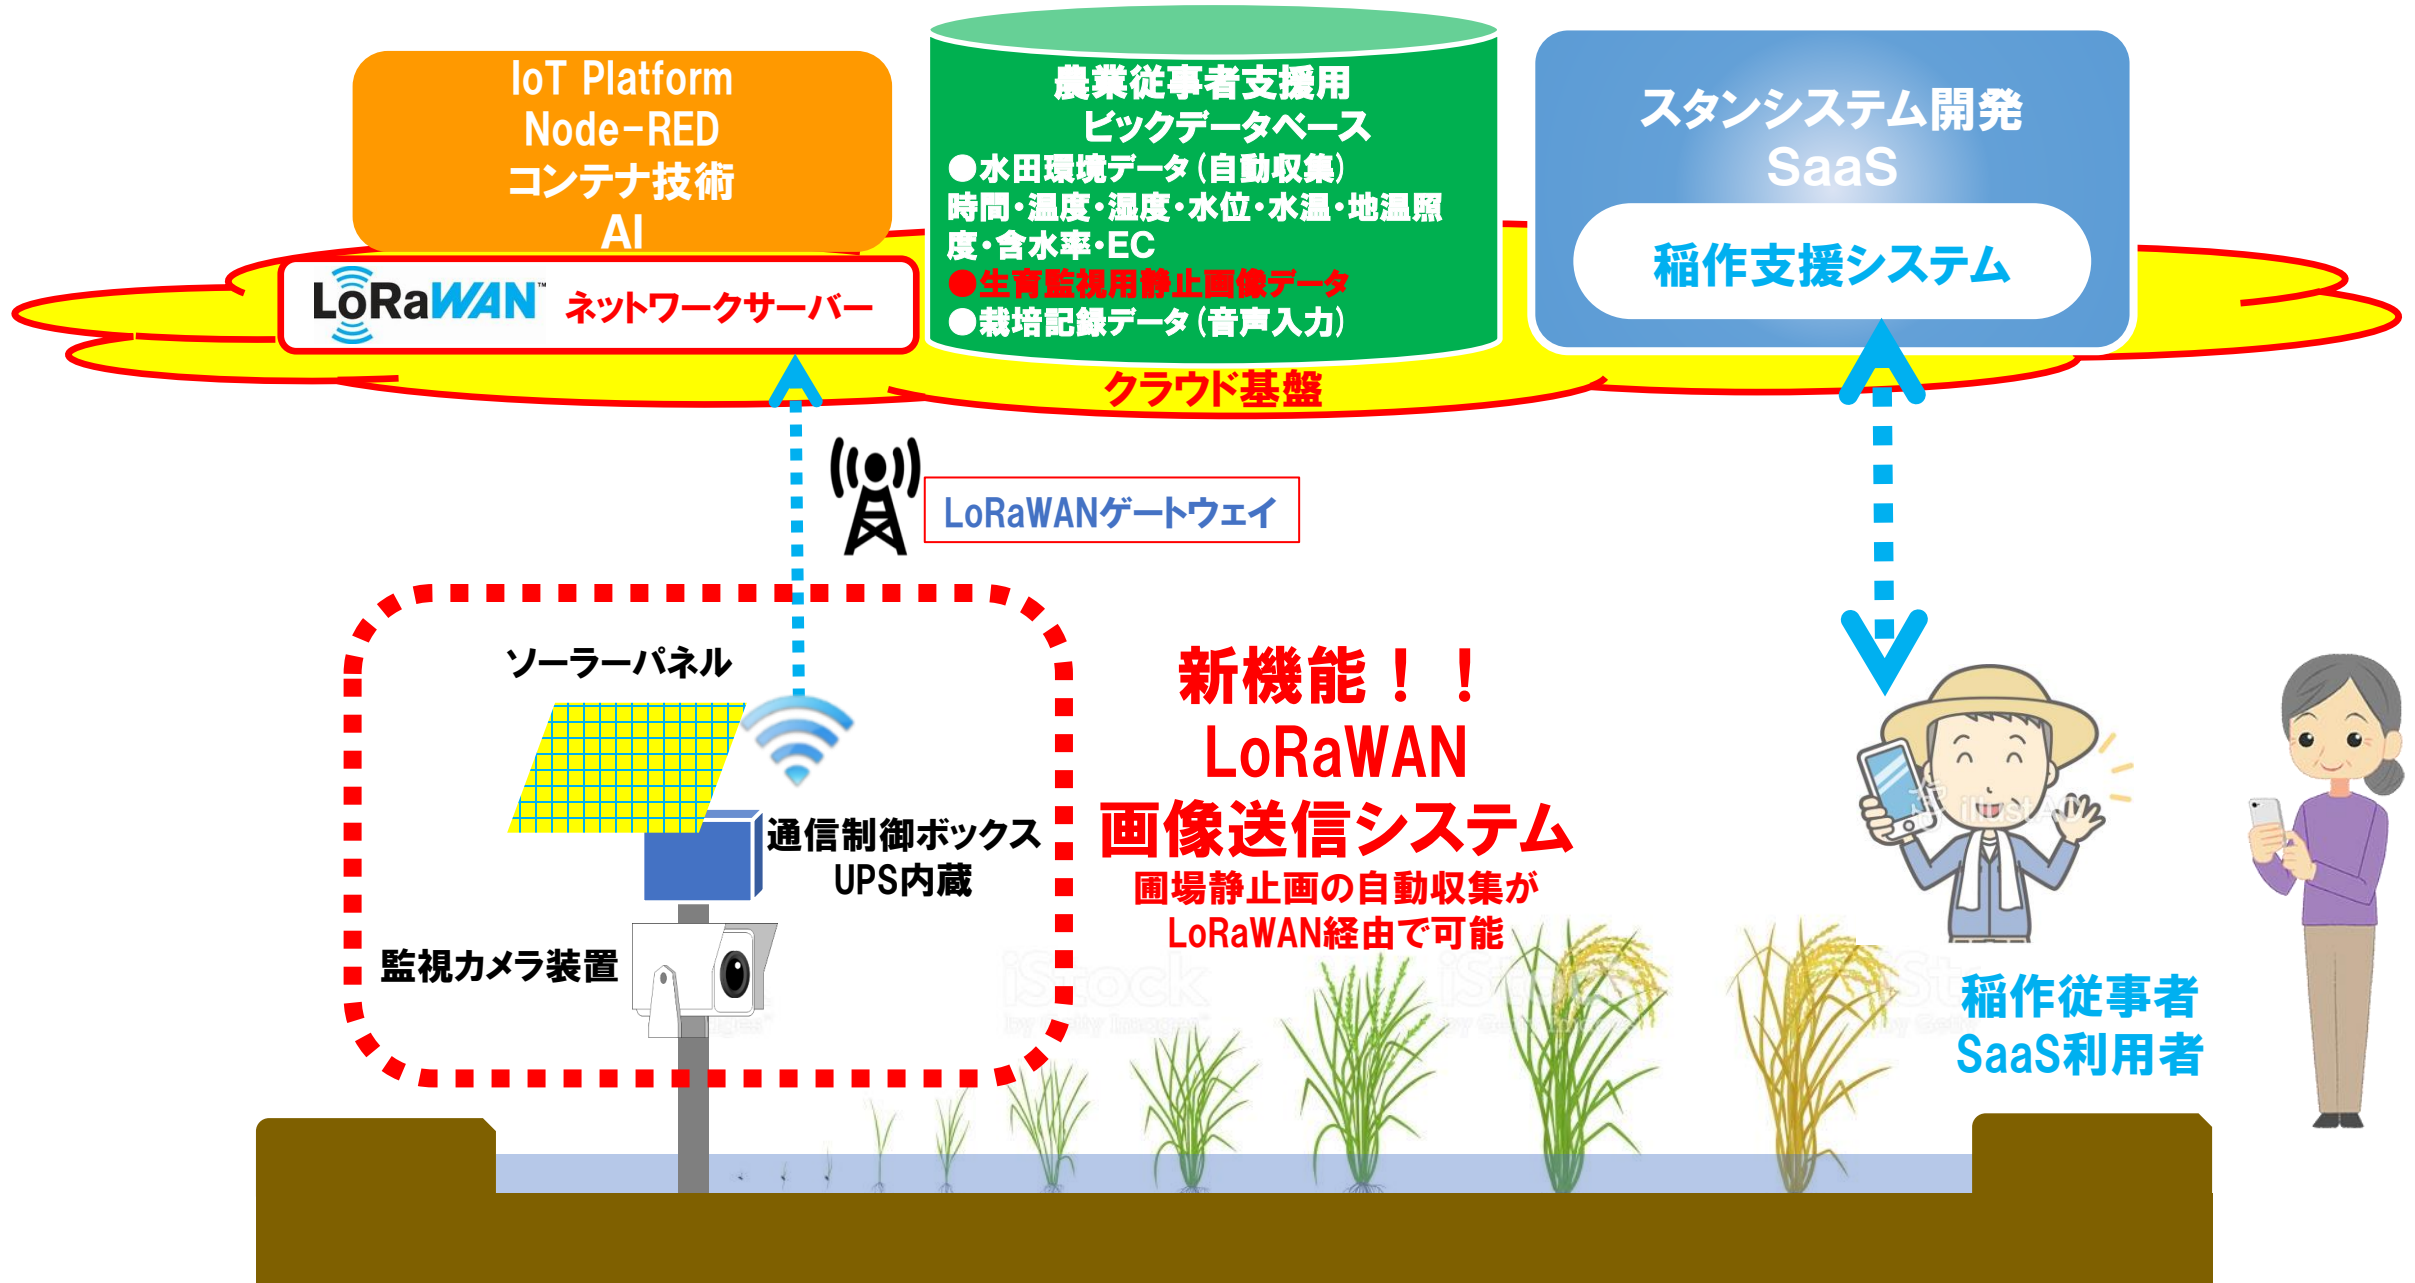 IoT Platform
Node-RED
コンテナ技術
AI
LoRaWAN™ ネットワークサーバー
農業従事者支援用
ビックデータベース
●水田環境データ(自動収集)
時間・温度・湿度・水位・水温・地温照
度・含水率・EC
●生育監視用静止画像データ
●栽培記録データ(音声入力)
スタンシステム開発
SaaS
稲作支援システム
クラウド基盤
LoRaWANゲートウェイ
ソーラーパネル
通信制御ボックス
UPS内蔵
監視カメラ装置
新機能！！
LoRaWAN
画像送信システム
圃場静止画の自動収集が
LoRaWAN経由で可能
稲作従事者
SaaS利用者
iStock
by Getty Images™
iStock
by Getty Images